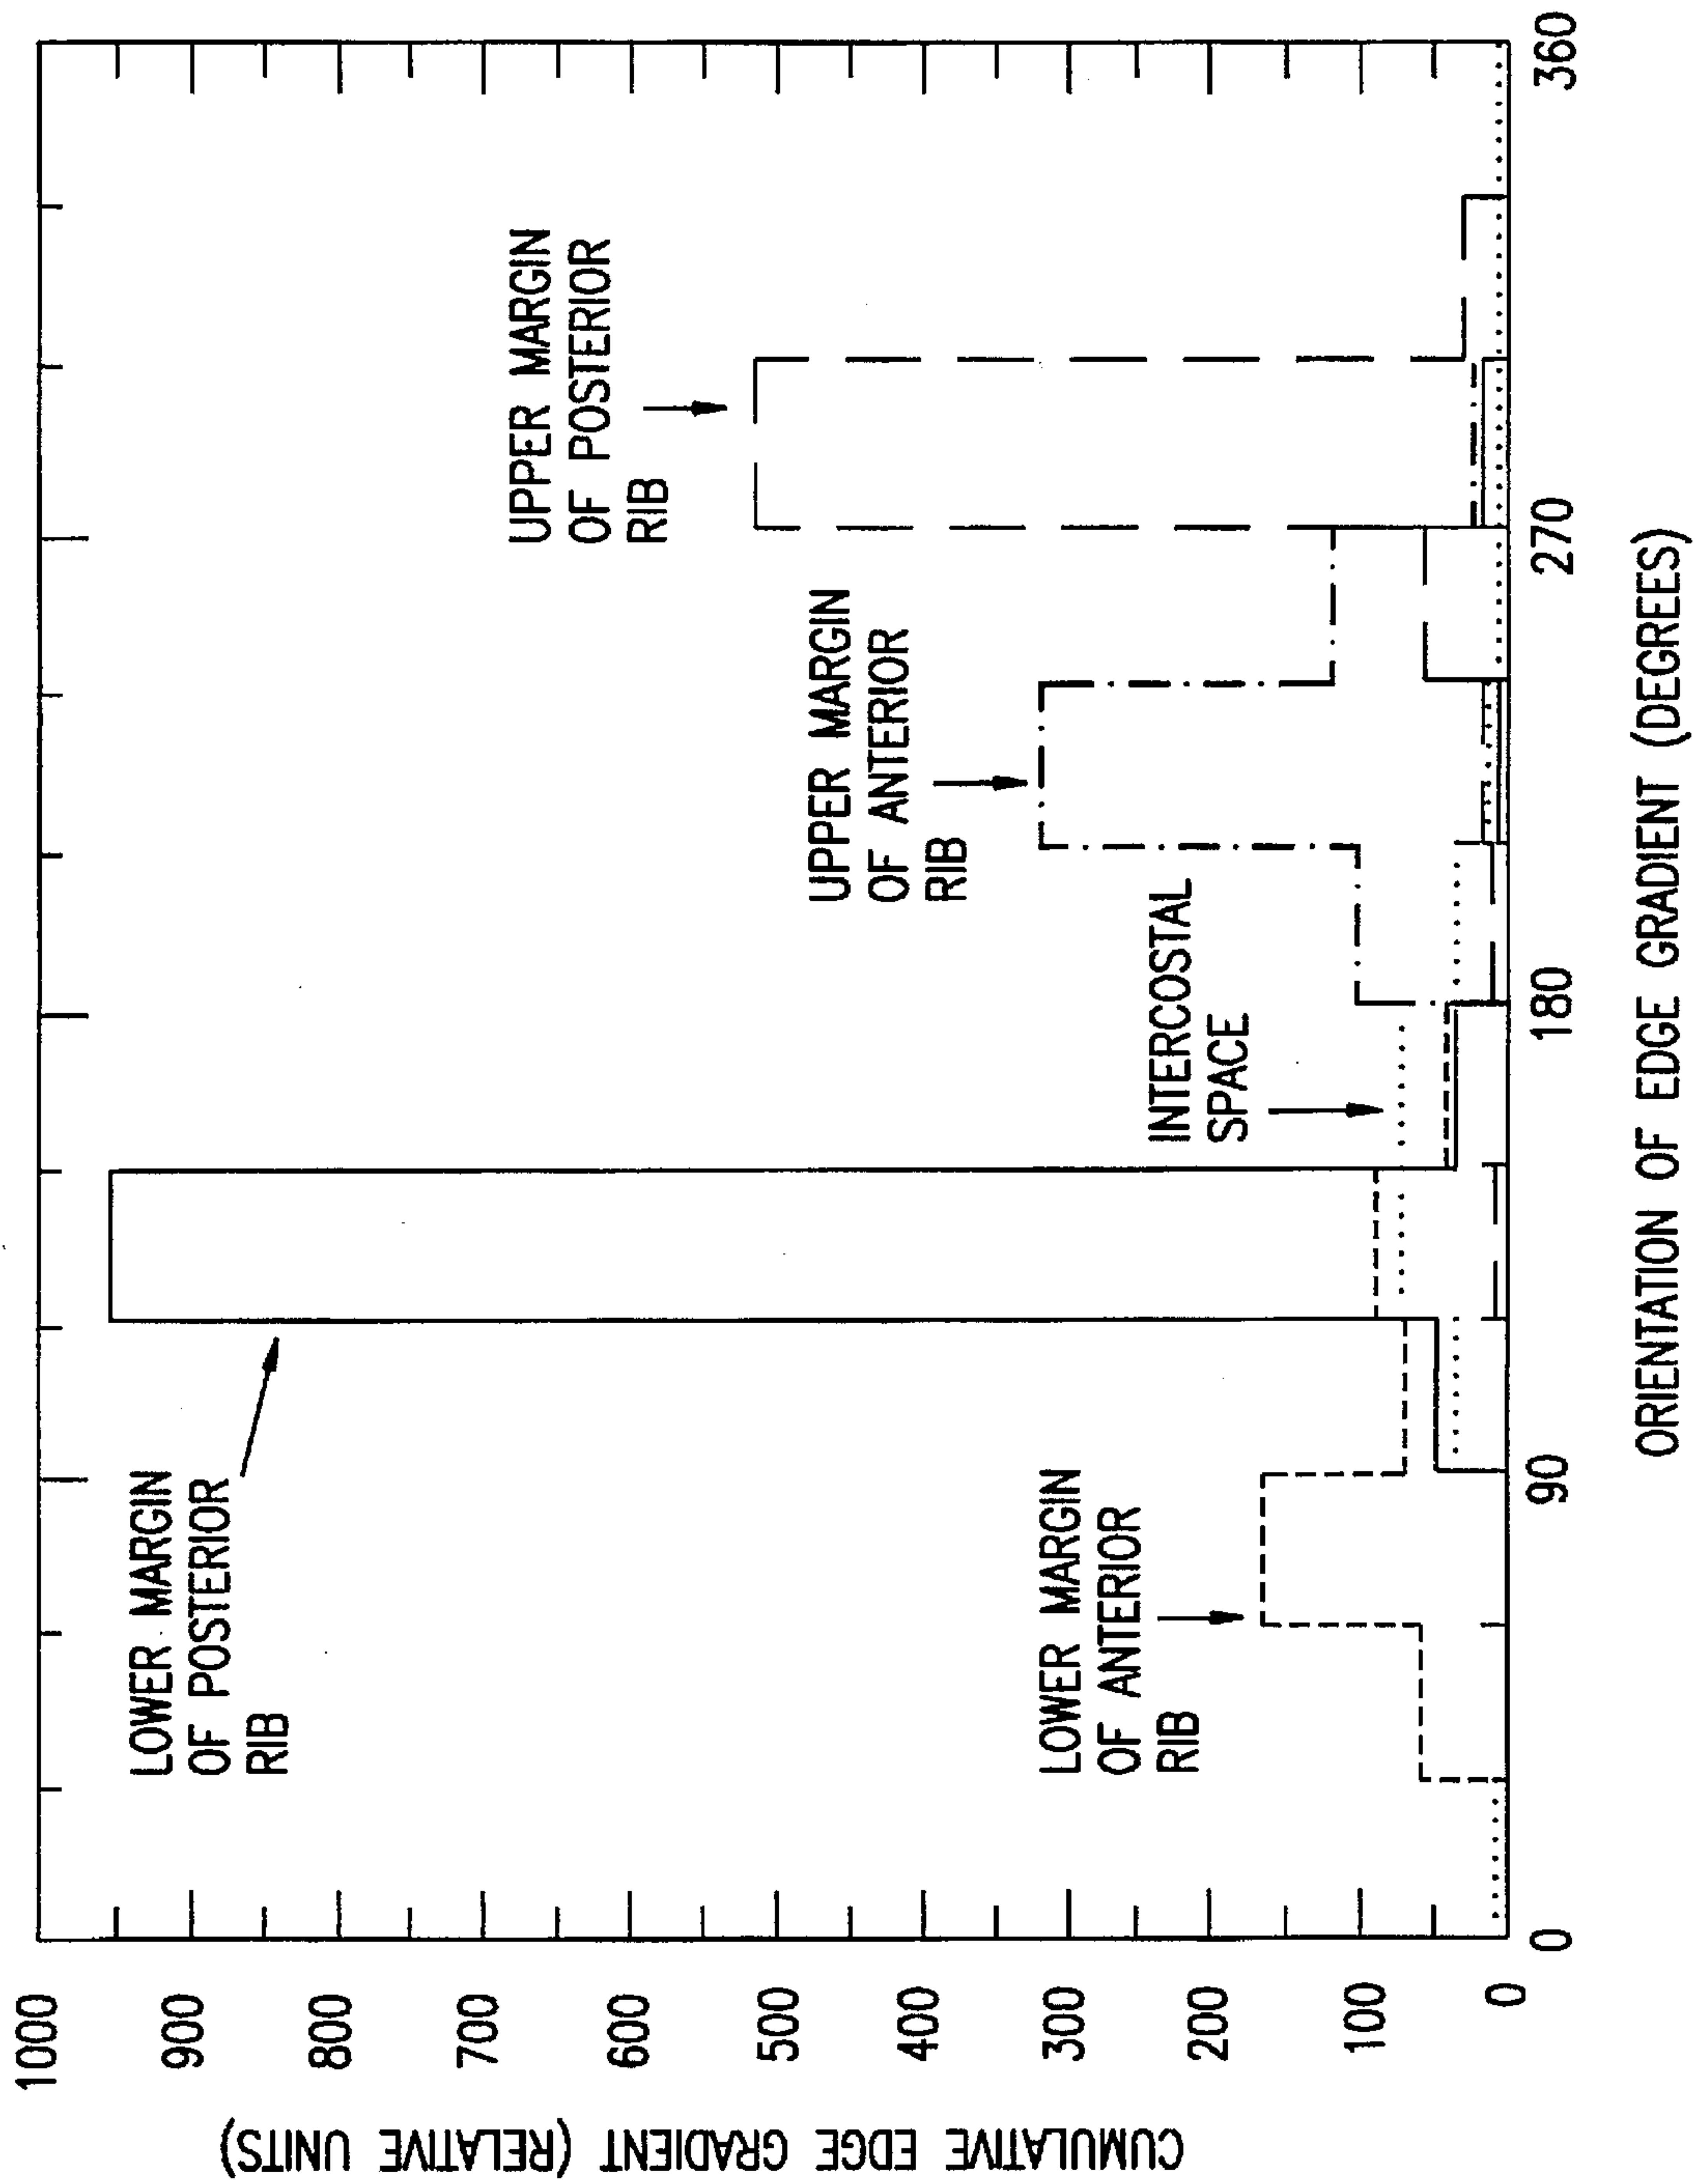 CUMULATIVE EDGE GRADIENT (RELATIVE UNITS)
1000
900
800
700
600
500
400
300
200
100
0
LOWER MARGIN
OF POSTERIOR
RIB
LOWER MARGIN
OF ANTERIOR
RIB
INTERCOSTAL
SPACE
UPPER MARGIN
OF ANTERIOR
RIB
UPPER MARGIN
OF POSTERIOR
RIB
0
90
180
270
360
ORIENTATION OF EDGE GRADIENT (DEGREES)